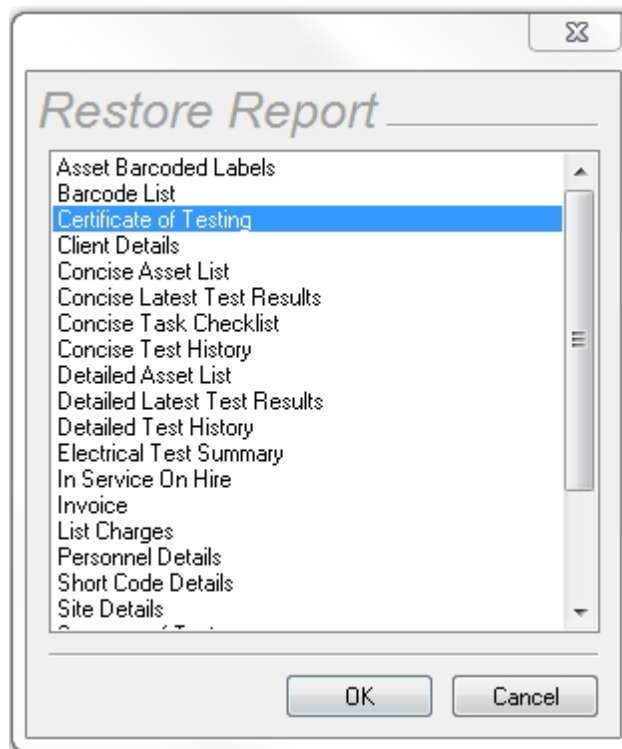 Restore Report
Asset Barcoded Labels
Barcode List
Certificate of Testing
Client Details
Concise Asset List
Concise Latest Test Results
Concise Task Checklist
Concise Test History
Detailed Asset List
Detailed Latest Test Results
Detailed Test History
Electrical Test Summary
In Service On Hire
Invoice
List Charges
Personnel Details
Short Code Details
Site Details
OK Cancel